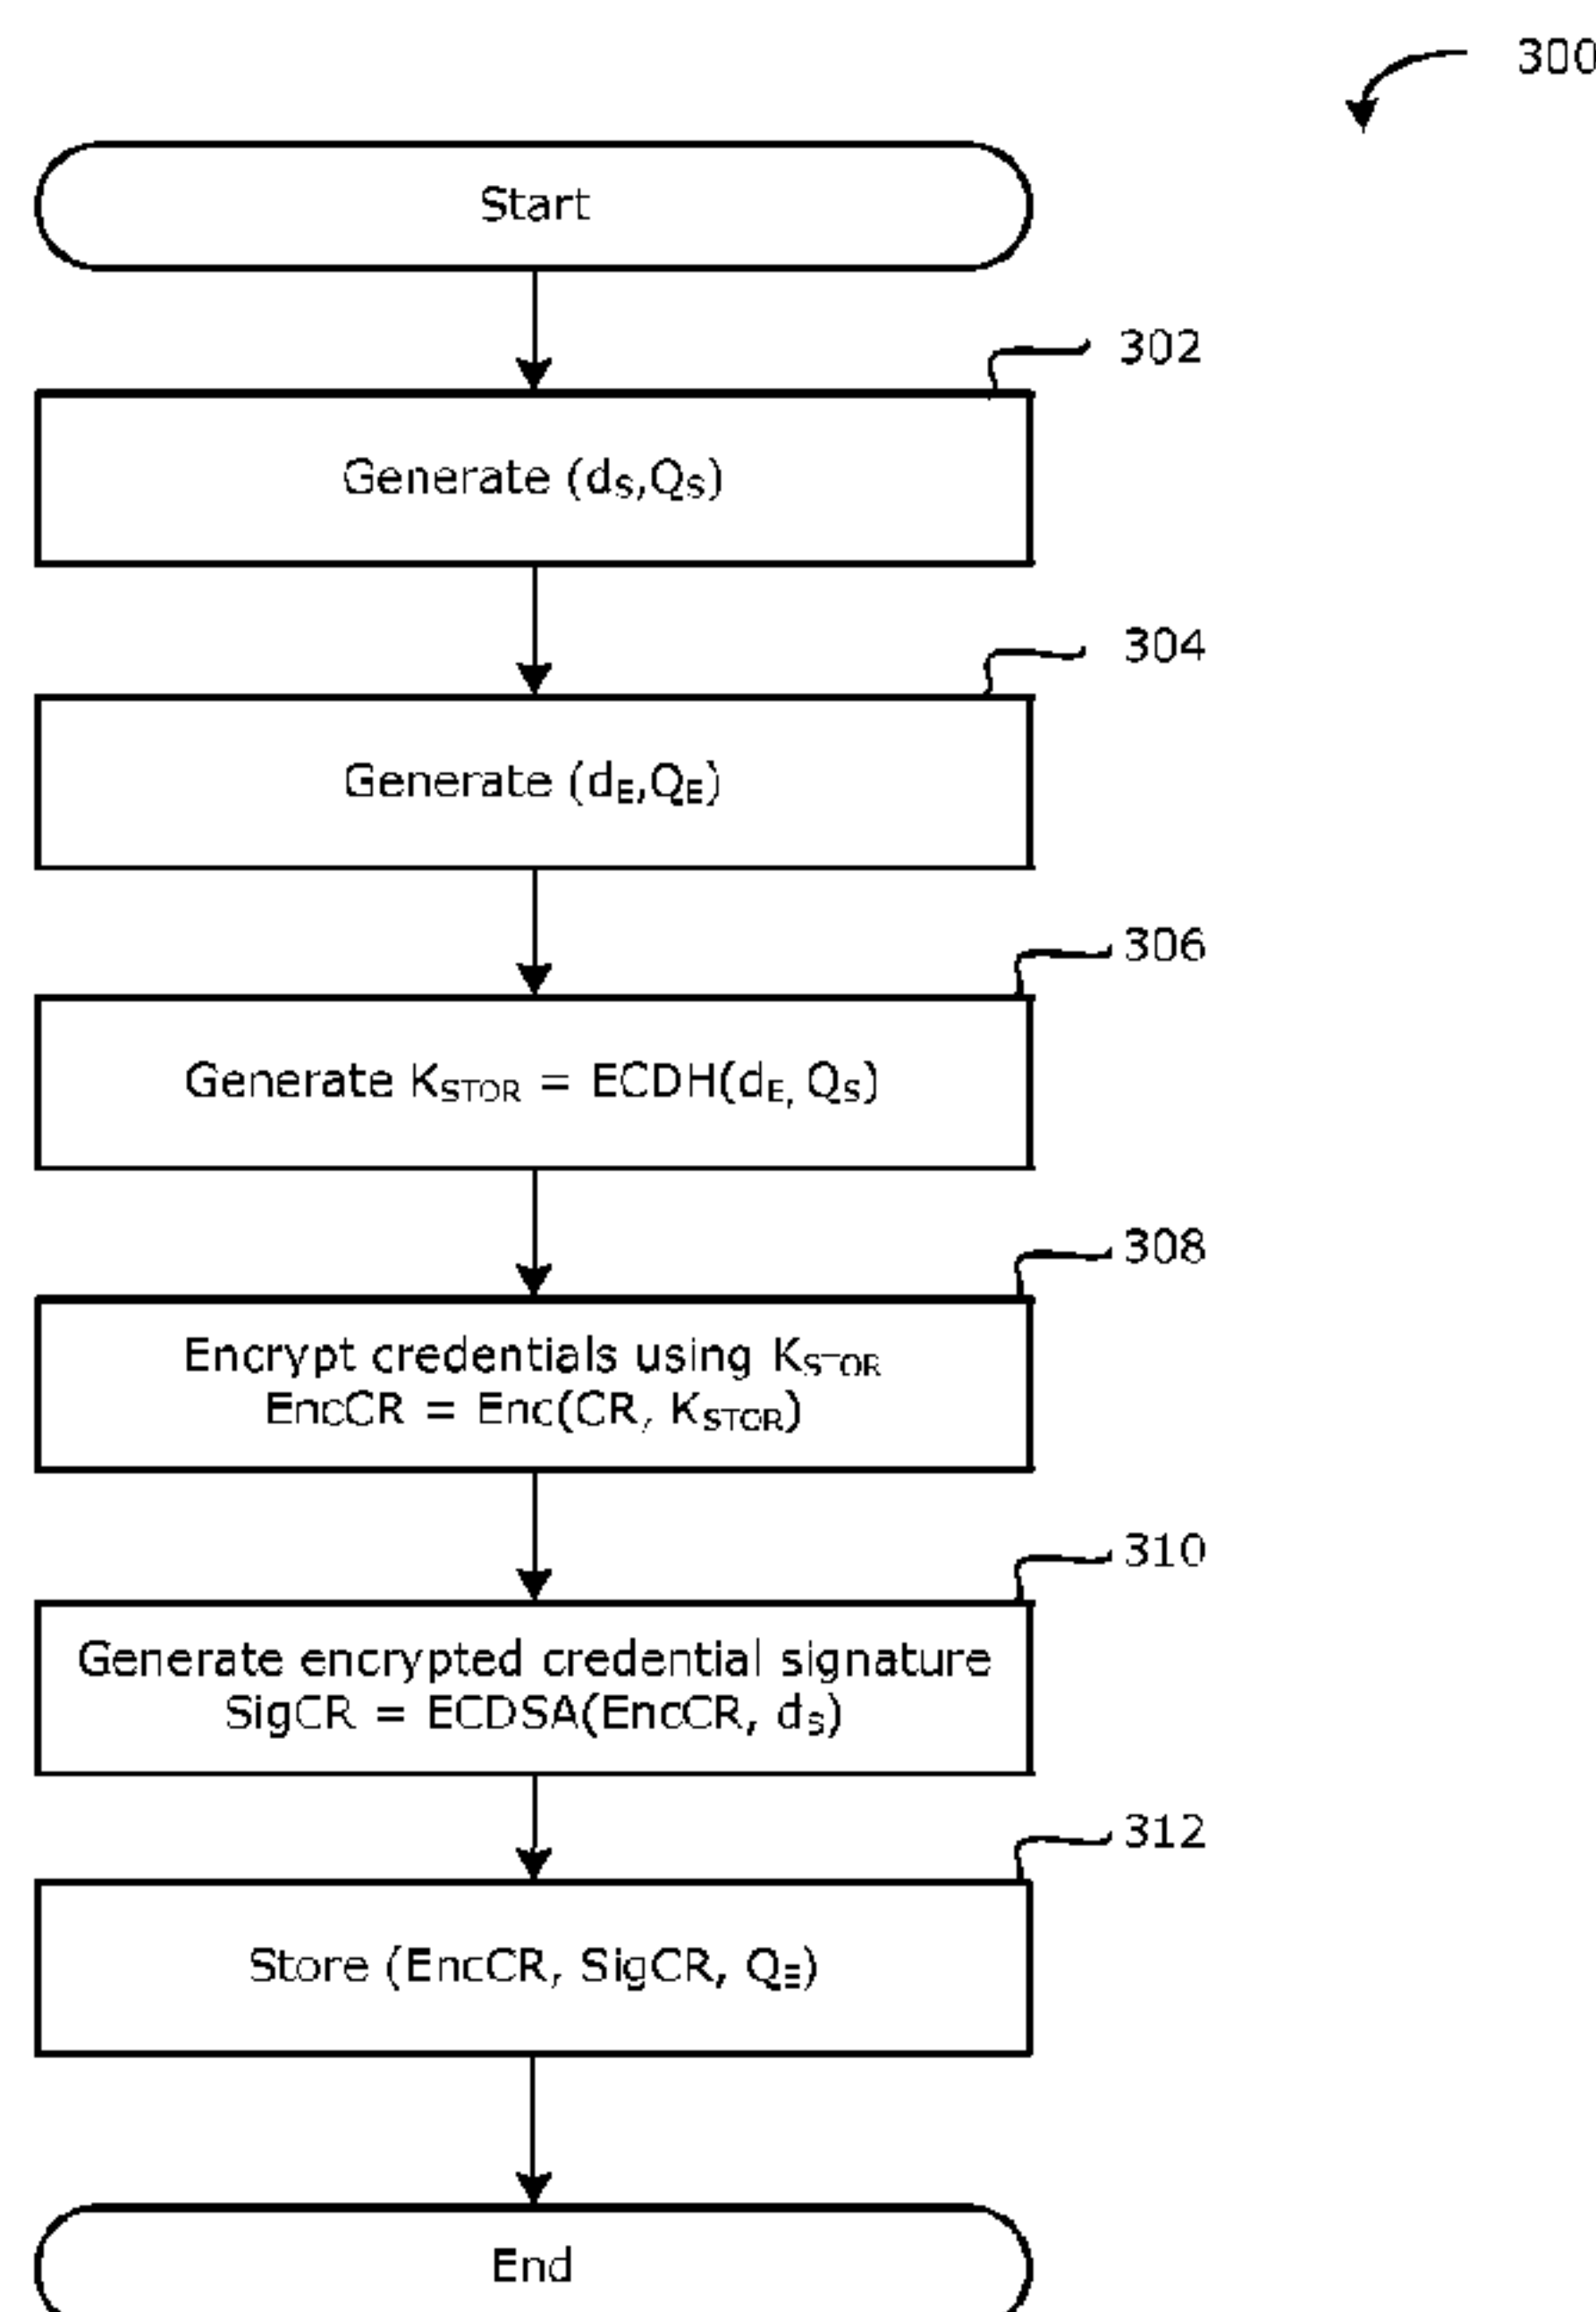 300
Start
302
Generate (dS,QS)
304
Generate (dE,QE)
306
Generate KSTOR = ECDH(dE, QS)
308
Encrypt credentials using KSTOR
EncCR = Enc(CR, KSTOR)
310
Generate encrypted credential signature
SigCR = ECDSA(EncCR, dS)
312
Store (EncCR, SigCR, QE)
End